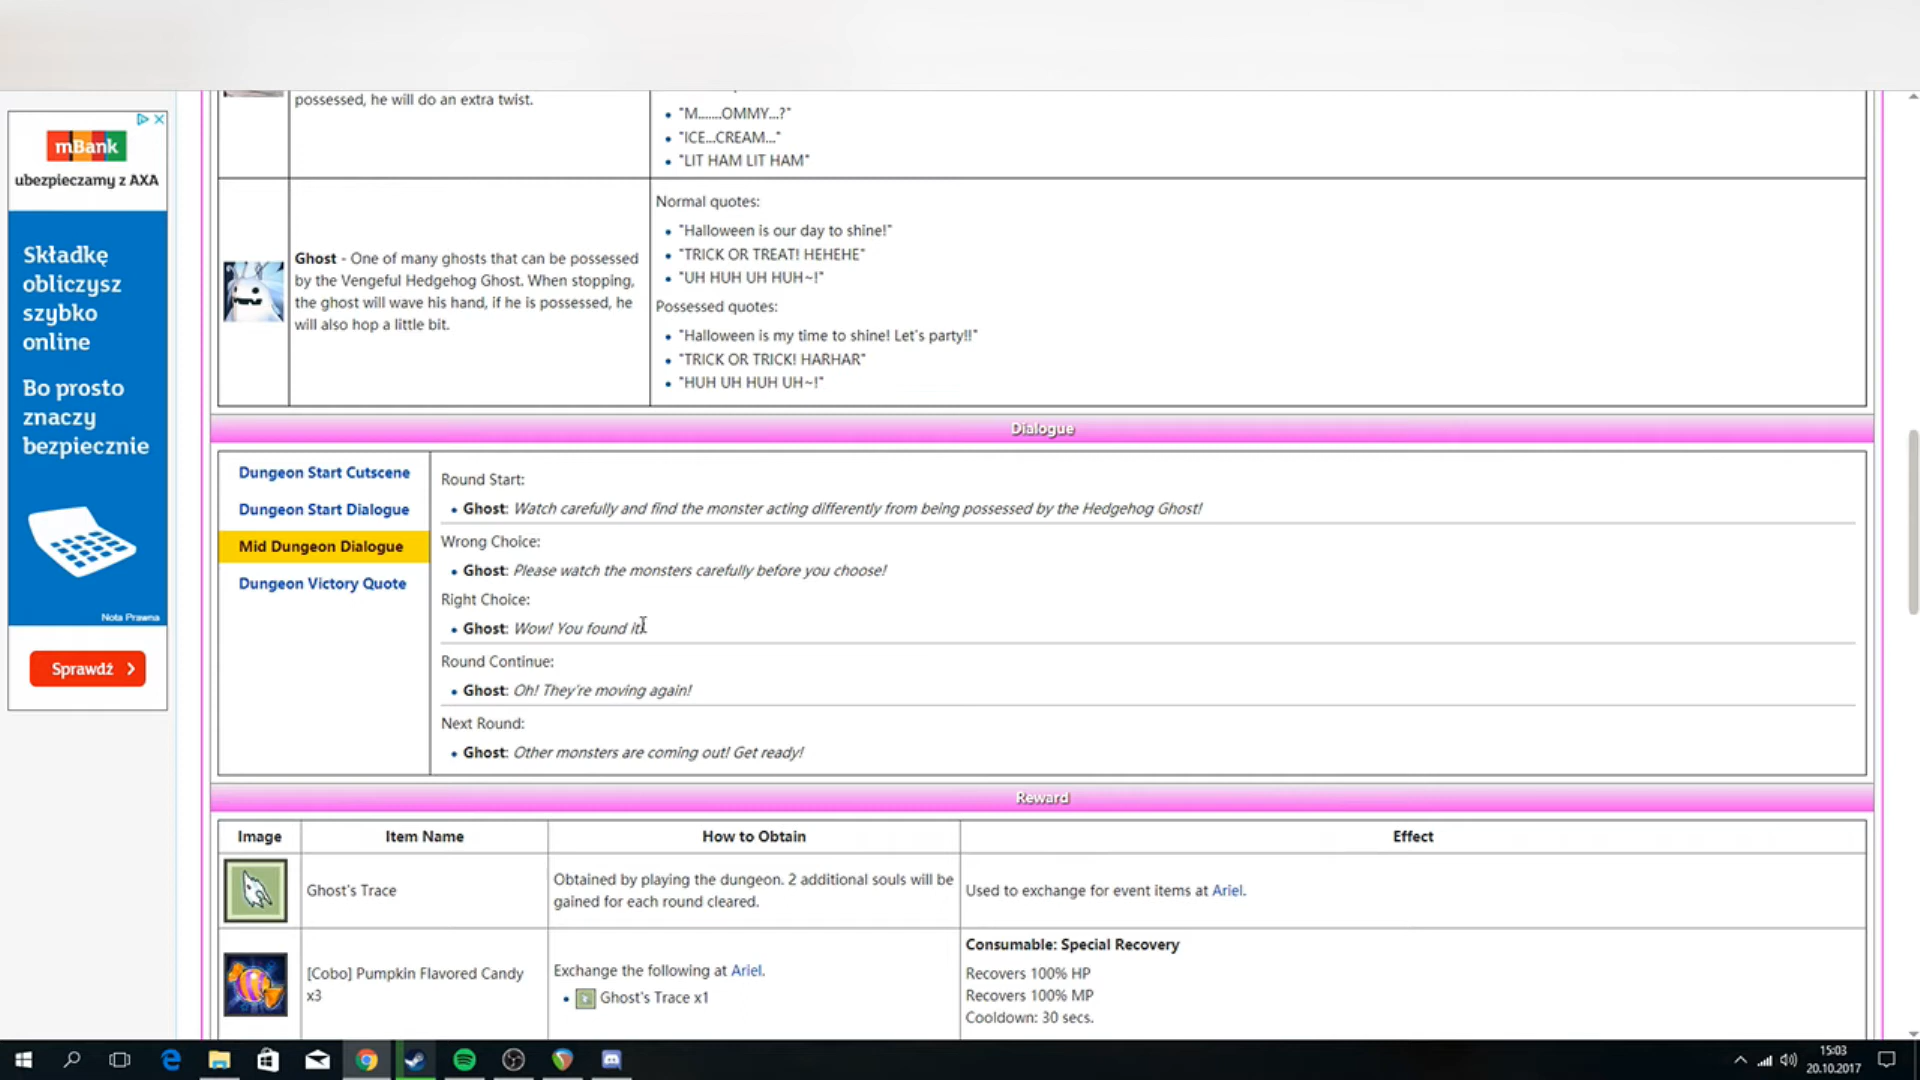 possessed, he will do an extra twist.
• "M.......OMMY...?"
• "ICE...CREAM..."
• "LIT HAM LIT HAM"
mBank
ubezpieczamy z AXA
Składkę
obliczysz
szybko
online
Bo prosto
znaczy
bezpiecznie
Nota Prawna
Sprawdź
Ghost - One of many ghosts that can be possessed
by the Vengeful Hedgehog Ghost. When stopping,
the ghost will wave his hand, if he is possessed, he
will also hop a little bit.
Normal quotes:
• "Halloween is our day to shine!"
• "TRICK OR TREAT! HEHEHE"
• "UH HUH UH HUH~!"
Possessed quotes:
• "Halloween is my time to shine! Let's party!!"
• "TRICK OR TRICK! HARHAR"
• "HUH UH HUH UH~!"
Dialogue
Dungeon Start Cutscene
Dungeon Start Dialogue
Mid Dungeon Dialogue
Dungeon Victory Quote
Round Start:
• Ghost: Watch carefully and find the monster acting differently from being possessed by the Hedgehog Ghost!
Wrong Choice:
• Ghost: Please watch the monsters carefully before you choose!
Right Choice:
• Ghost: Wow! You found it!
Round Continue:
• Ghost: Oh! They're moving again!
Next Round:
• Ghost: Other monsters are coming out! Get ready!
Reward
Image Item Name How to Obtain Effect
Ghost's Trace
Obtained by playing the dungeon. 2 additional souls will be
gained for each round cleared.
Used to exchange for event items at Ariel.
[Cobo] Pumpkin Flavored Candy
x3
Exchange the following at Ariel.
• Ghost's Trace x1
Consumable: Special Recovery
Recovers 100% HP
Recovers 100% MP
Cooldown: 30 secs.
15:03
20.10.2017